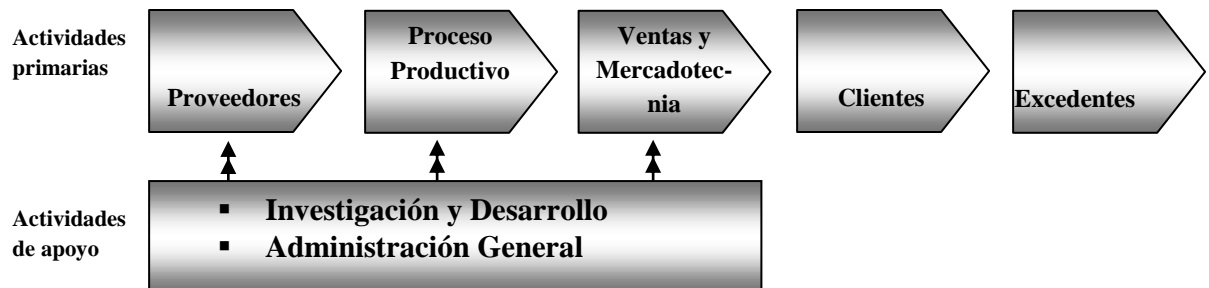 Actividades
primarias
Proveedores
Proceso
Productivo
Ventas y
Mercadotec-
nia
Clientes
Excedentes
Actividades
de apoyo
▪ Investigación y Desarrollo
▪ Administración General